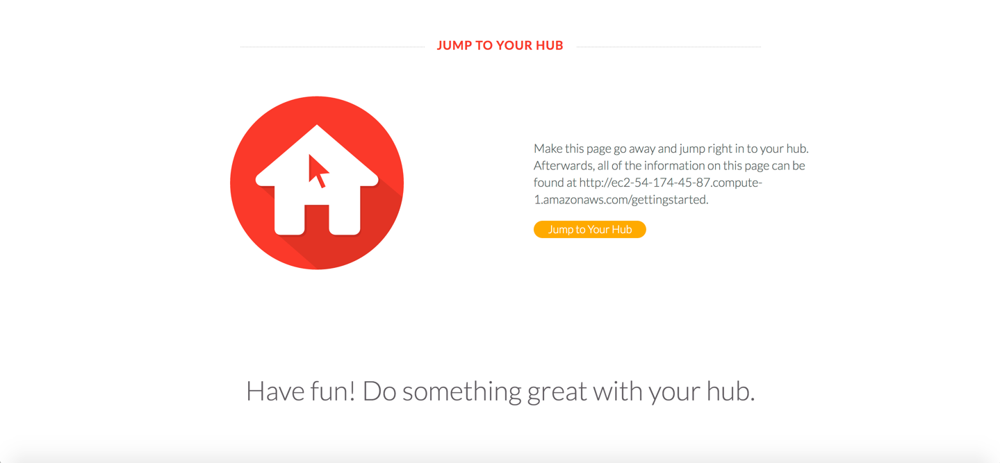 JUMP TO YOUR HUB
Make this page go away and jump right in to your hub.
Afterwards, all of the information on this page can be
found at http://ec2-54-174-45-87.compute-
1.amazonaws.com/gettingstarted.
Jump to Your Hub
Have fun! Do something great with your hub.